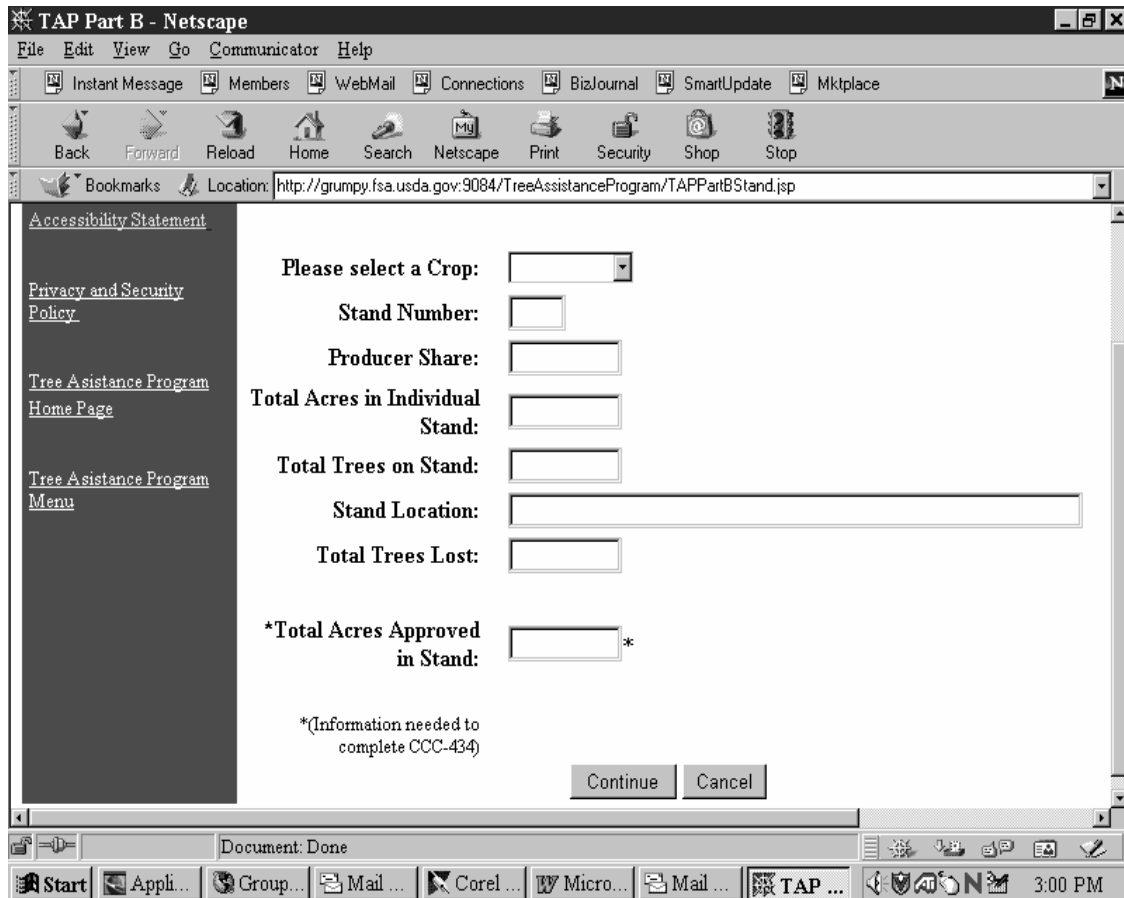 TAP Part B - Netscape
File Edit View Go Communicator Help
Instant Message Members WebMail Connections BizJournal SmartUpdate Mktplace
N
My
Back Forward Reload Home Search Netscape Print Security Shop Stop
Bookmarks Location: http://grumpy.fsa.usda.gov:9084/TreeAssistanceProgram/TAPPartBStand.jsp
Accessibility Statement
Privacy and Security
Policy
Tree Asistance Program
Home Page
Tree Asistance Program
Menu
Please select a Crop:
Stand Number:
Producer Share:
Total Acres in Individual
Stand:
Total Trees on Stand:
Stand Location:
Total Trees Lost:
*Total Acres Approved
in Stand:
*
*(Information needed to
complete CCC-434)
Continue Cancel
Document: Done
Start Appli... Group... Mail ... Corel ... Micro... Mail ... TAP ... 3:00 PM